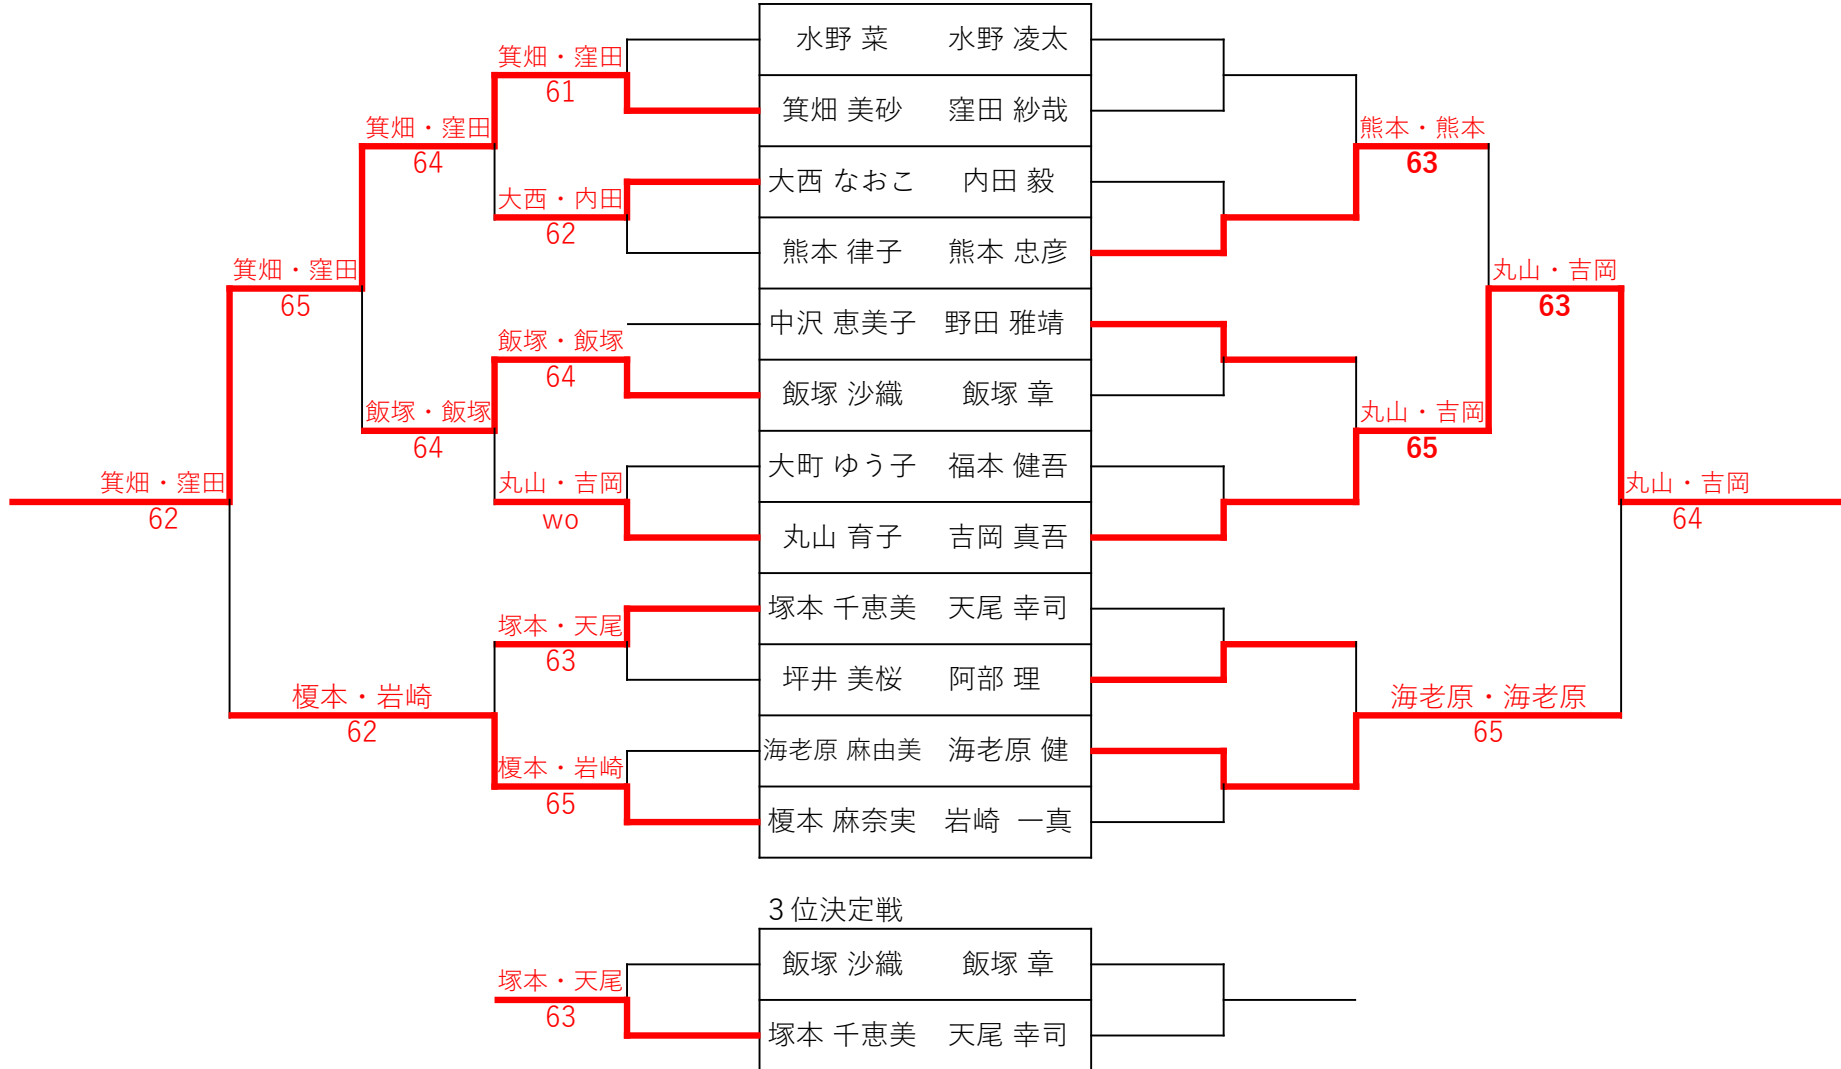 水野 菜 水野 凌太
箕畑・窪田
61
箕畑 美砂 窪田 紗哉
箕畑・窪田
64
熊本・熊本
63
大西 なおこ 内田 毅
大西・内田
62
熊本 律子 熊本 忠彦
箕畑・窪田
65
丸山・吉岡
63
中沢 恵美子 野田 雅靖
飯塚・飯塚
64
飯塚 沙織 飯塚 章
飯塚・飯塚
64
丸山・吉岡
65
大町 ゆう子 福本 健吾
箕畑・窪田
62
丸山・吉岡
wo
丸山・吉岡
64
丸山 育子 吉岡 真吾
塚本 千恵美 天尾 幸司
塚本・天尾
63
坪井 美桜 阿部 理
榎本・岩崎
62
海老原・海老原
65
海老原 麻由美 海老原 健
榎本・岩崎
65
榎本 麻奈実 岩崎 一真
3位決定戦
飯塚 沙織 飯塚 章
塚本・天尾
63
塚本 千恵美 天尾 幸司